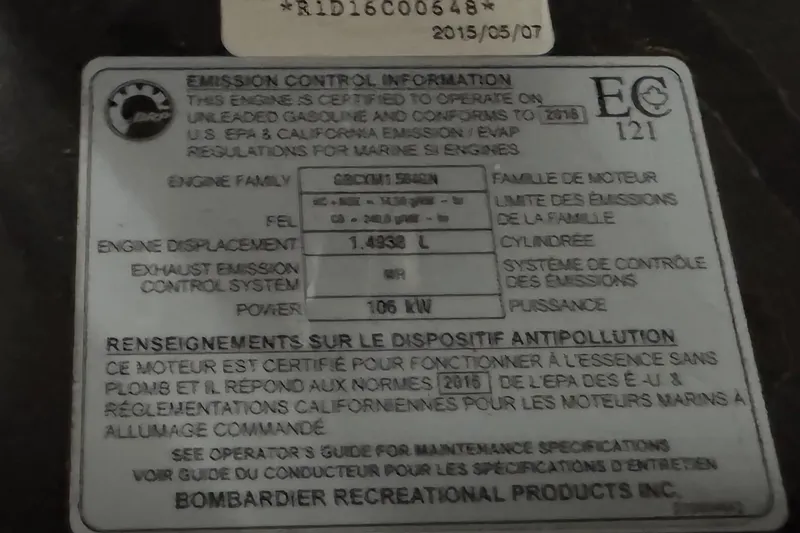 *R1D16C00648*
2015/05/07
BRP
EMISSION CONTROL INFORMATION
THIS ENGINE IS CERTIFIED TO OPERATE ON
UNLEADED GASOLINE AND CONFORMS TO 2016
U.S. EPA & CALIFORNIA EMISSION / EVAP
REGULATIONS FOR MARINE SI ENGINES.
EC
121
ENGINE FAMILY FAMILLE DE MOTEUR
FEL LIMITE DES ÉMISSIONS
DE LA FAMILLE
ENGINE DISPLACEMENT 1.4938 L CYLINDRÉE
EXHAUST EMISSION
CONTROL SYSTEM SYSTÈME DE CONTRÔLE
DES ÉMISSIONS
POWER 106 kW PUISSANCE
RENSEIGNEMENTS SUR LE DISPOSITIF ANTIPOLLUTION
CE MOTEUR EST CERTIFIÉ POUR FONCTIONNER À L'ESSENCE SANS
PLOMB ET IL RÉPOND AUX NORMES 2016 DE L'EPA DES É.-U. &
RÉGLEMENTATIONS CALIFORNIENNES POUR LES MOTEURS MARINS À
ALLUMAGE COMMANDÉ
SEE OPERATOR'S GUIDE FOR MAINTENANCE SPECIFICATIONS
VOIR GUIDE DU CONDUCTEUR POUR LES SPÉCIFICATIONS D'ENTRETIEN
BOMBARDIER RECREATIONAL PRODUCTS INC.